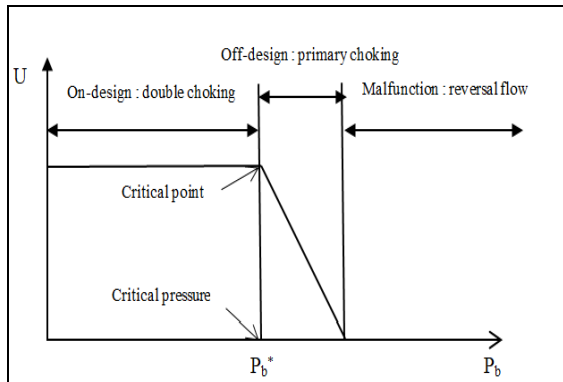 Off-design : primary choking
U
On-design : double choking
Malfunction : reversal flow
Critical point
Critical pressure
Pb*
Pb